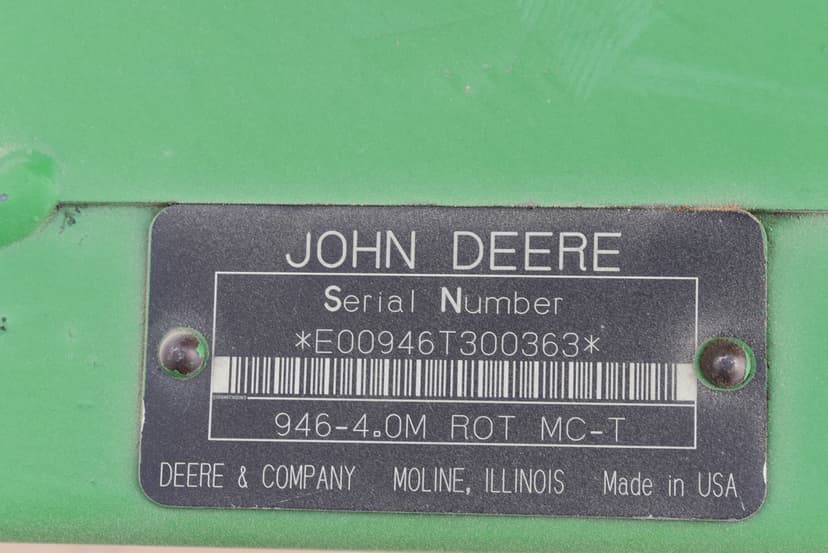 JOHN DEERE
Serial Number
*E00946T300363*
946-4.0M ROT MC-T
DEERE & COMPANY MOLINE, ILLINOIS Made in USA